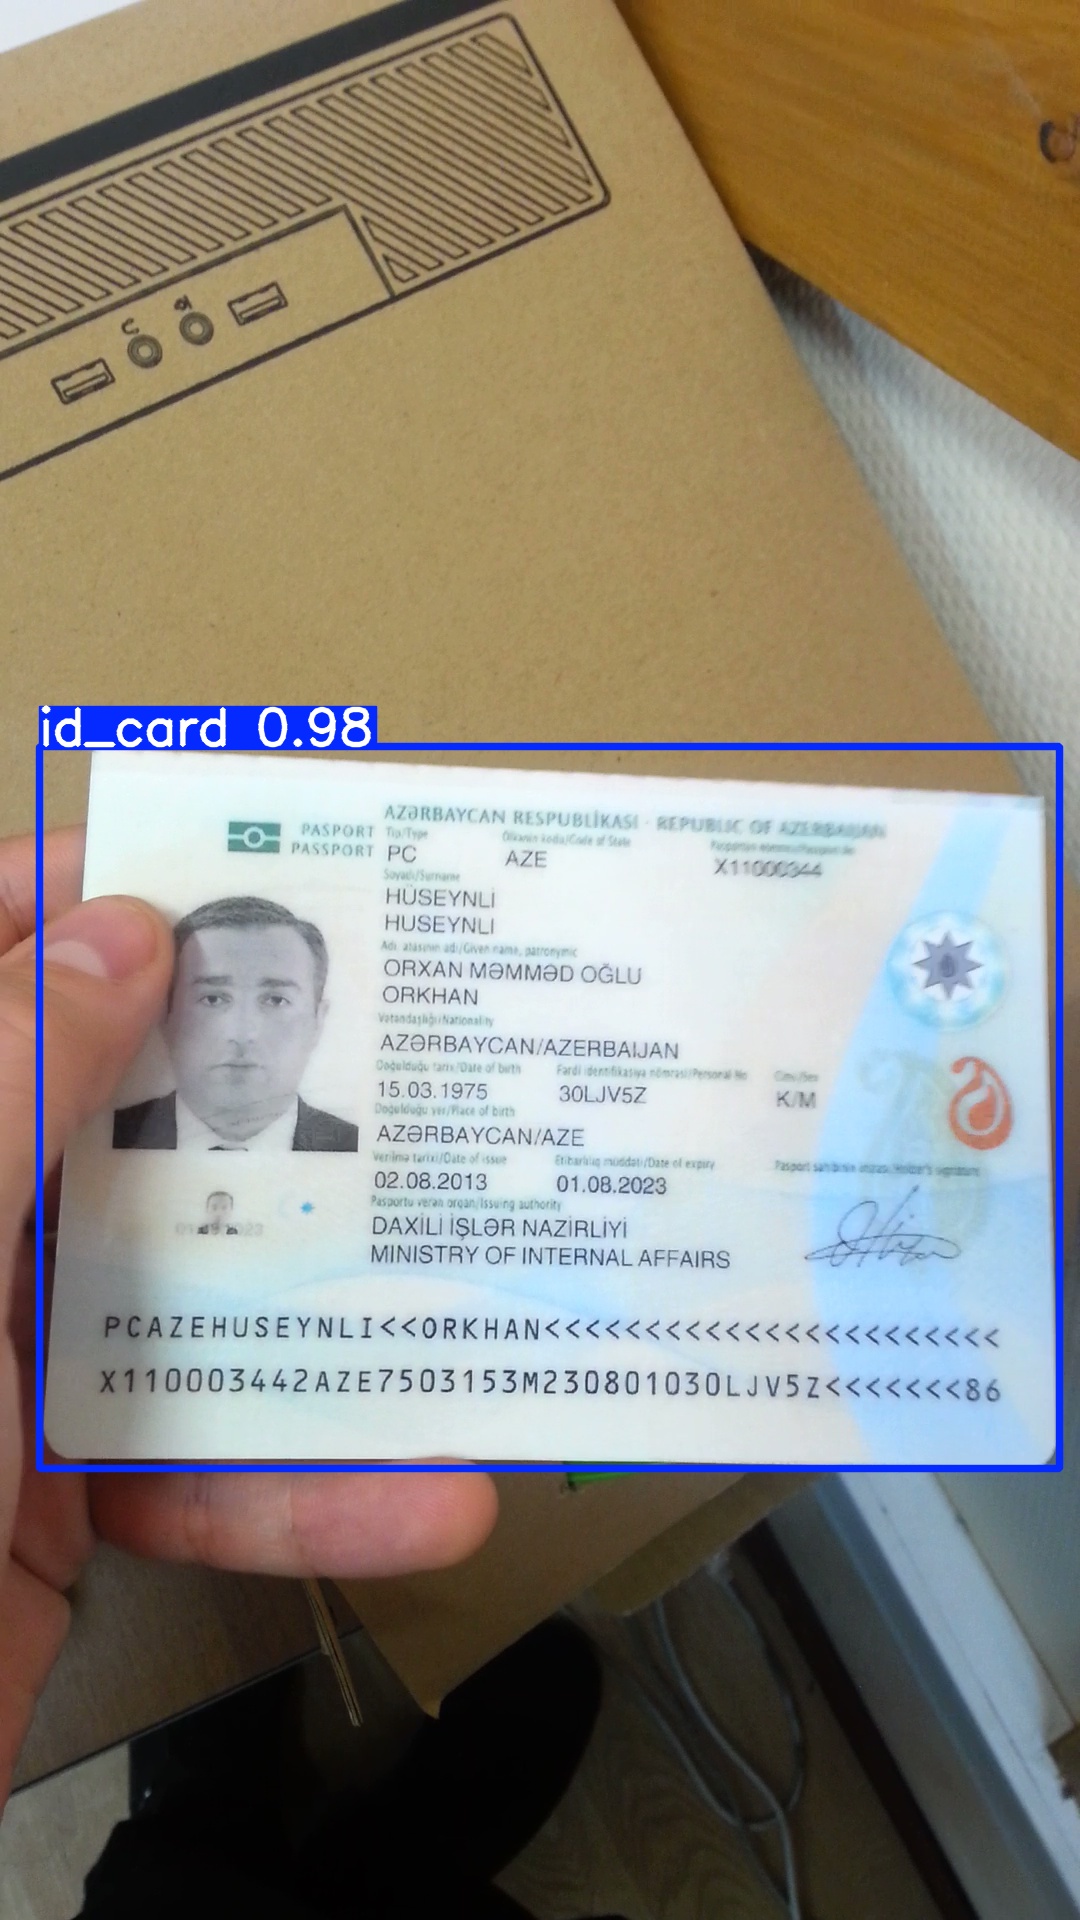 id_card 0.98
AZƏRBAYCAN RESPUBLİKASI - REPUBLIC OF AZERBAIJAN
PASPORT
PASSPORT
Tip/Type
Ölkənin kodu/Code of State
PC
AZE
X11000344
Soyadı/Surname
HÜSEYNLİ
HUSEYNLI
Adı, atasının adı/Given name, patronymic
ORXAN MƏMMƏD OĞLU
ORKHAN
Vətəndaşlığı/Nationality
AZƏRBAYCAN/AZERBAIJAN
Doğulduğu tarix/Date of birth
Fərdi identifikasiya nömrəsi/Personal No
Cinsi/Sex
15.03.1975
30LJV5Z
K/M
Doğulduğu yer/Place of birth
AZƏRBAYCAN/AZE
Verilmə tarixi/Date of issue
Etibarlılıq müddəti/Date of expiry
Pasport sahibinin imzası/Holder's signature
02.08.2013
01.08.2023
Pasportu verən orqan/Issuing authority
DAXİLİ İŞLƏR NAZİRLİYİ
MINISTRY OF INTERNAL AFFAIRS
PCAZEHUSEYNLI<<ORKHAN<<<<<<<<<<<<<<<<<<<<<<<
X110003442AZE7503153M230801030LJV5Z<<<<<<<86